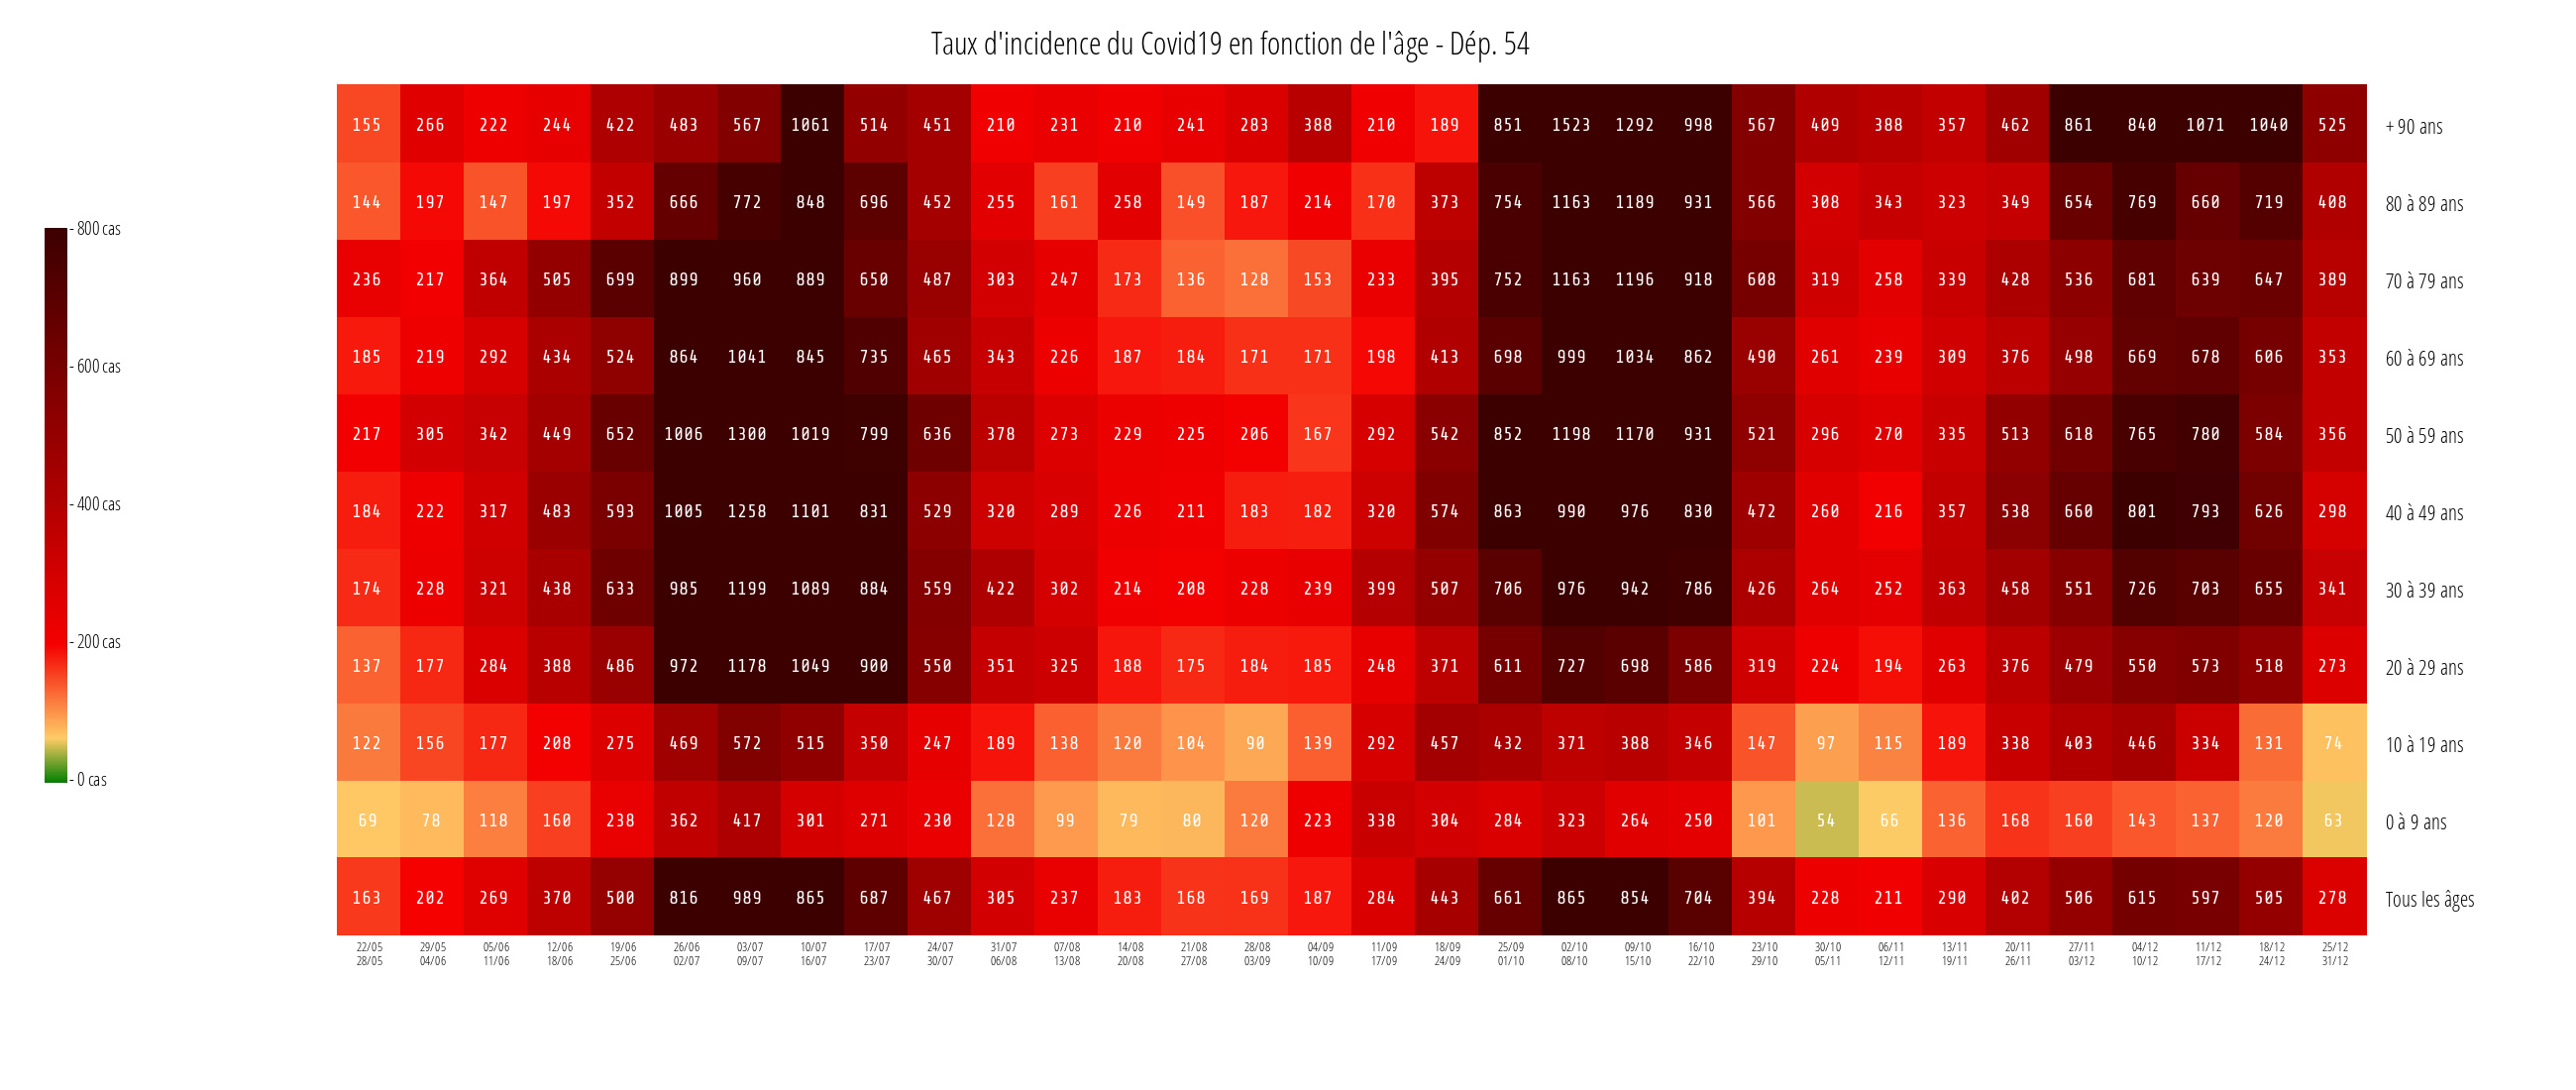 Taux d'incidence du Covid19 en fonction de l'âge - Dép. 54
- 800 cas
- 600 cas
- 400 cas
- 200 cas
- 0 cas
155 266 222 244 422 483 567 1061 514 451 210 231 210 241 283 388 210 189 851 1523 1292 998 567 409 388 357 462 861 840 1071 1040 525 + 90 ans
144 197 147 197 352 666 772 848 696 452 255 161 258 149 187 214 170 373 754 1163 1189 931 566 308 343 323 349 654 769 660 719 408 80 à 89 ans
236 217 364 505 699 899 960 889 650 487 303 247 173 136 128 153 233 395 752 1163 1196 918 608 319 258 339 428 536 681 639 647 389 70 à 79 ans
185 219 292 434 524 864 1041 845 735 465 343 226 187 184 171 171 198 413 698 999 1034 862 490 261 239 309 376 498 669 678 606 353 60 à 69 ans
217 305 342 449 652 1006 1300 1019 799 636 378 273 229 225 206 167 292 542 852 1198 1170 931 521 296 270 335 513 618 765 780 584 356 50 à 59 ans
184 222 317 483 593 1005 1258 1101 831 529 320 289 226 211 183 182 320 574 863 990 976 830 472 260 216 357 538 660 801 793 626 298 40 à 49 ans
174 228 321 438 633 985 1199 1089 884 559 422 302 214 208 228 239 399 507 706 976 942 786 426 264 252 363 458 551 726 703 655 341 30 à 39 ans
137 177 284 388 486 972 1178 1049 900 550 351 325 188 175 184 185 248 371 611 727 698 586 319 224 194 263 376 479 550 573 518 273 20 à 29 ans
122 156 177 208 275 469 572 515 350 247 189 138 120 104 90 139 292 457 432 371 388 346 147 97 115 189 338 403 446 334 131 74 10 à 19 ans
69 78 118 160 238 362 417 301 271 230 128 99 79 80 120 223 338 304 284 323 264 250 101 54 66 136 168 160 143 137 120 63 0 à 9 ans
163 202 269 370 500 816 989 865 687 467 305 237 183 168 169 187 284 443 661 865 854 704 394 228 211 290 402 506 615 597 505 278 Tous les âges
22/05 29/05 05/06 12/06 19/06 26/06 03/07 10/07 17/07 24/07 31/07 07/08 14/08 21/08 28/08 04/09 11/09 18/09 25/09 02/10 09/10 16/10 23/10 30/10 06/11 13/11 20/11 27/11 04/12 11/12 18/12 25/12
28/05 04/06 11/06 18/06 25/06 02/07 09/07 16/07 23/07 30/07 06/08 13/08 20/08 27/08 03/09 10/09 17/09 24/09 01/10 08/10 15/10 22/10 29/10 05/11 12/11 19/11 26/11 03/12 10/12 17/12 24/12 31/12